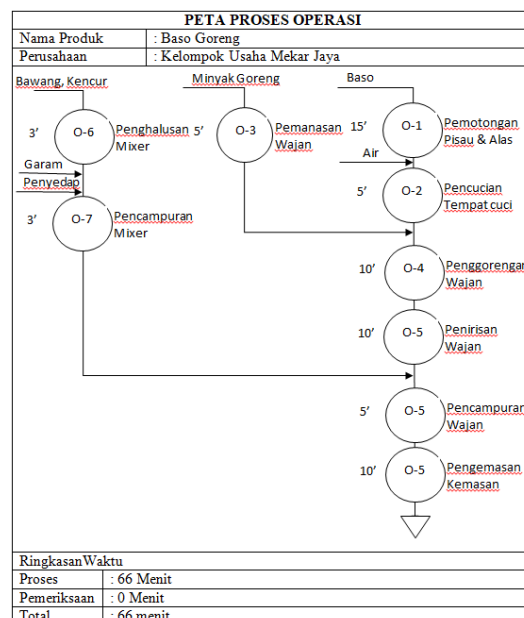 PETA PROSES OPERASI
Nama Produk : Baso Goreng
Perusahaan : Kelompok Usaha Mekar Jaya
Bawang, Kencur
Minyak Goreng
Baso
3’ O-6 Penghalusan
Mixer
5’ O-3 Pemanasan
Wajan
15’ O-1 Pemotongan
Pisau & Alas
Garam
Penyedap
Air
3’ O-7 Pencampuran
Mixer
5’ O-2 Pencucian
Tempat cuci
10’ O-4 Penggorengan
Wajan
10’ O-5 Penirisan
Wajan
5’ O-5 Pencampuran
Wajan
10’ O-5 Pengemasan
Kemasan
RingkasanWaktu
Proses : 66 Menit
Pemeriksaan : 0 Menit
Total : 66 menit